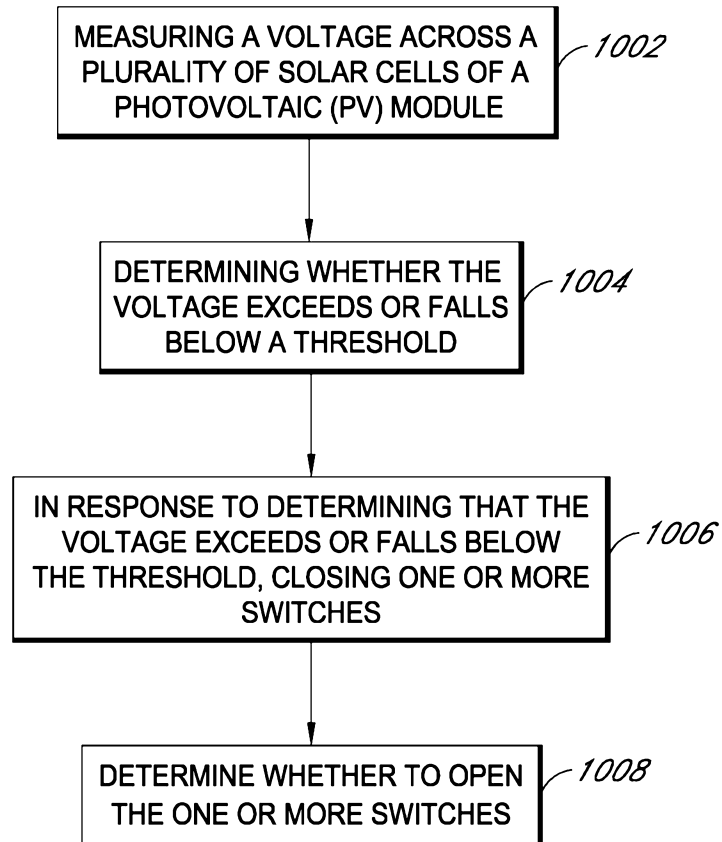 MEASURING A VOLTAGE ACROSS A
PLURALITY OF SOLAR CELLS OF A
PHOTOVOLTAIC (PV) MODULE
1002
DETERMINING WHETHER THE
VOLTAGE EXCEEDS OR FALLS
BELOW A THRESHOLD
1004
IN RESPONSE TO DETERMINING THAT THE
VOLTAGE EXCEEDS OR FALLS BELOW
THE THRESHOLD, CLOSING ONE OR MORE
SWITCHES
1006
DETERMINE WHETHER TO OPEN
THE ONE OR MORE SWITCHES
1008